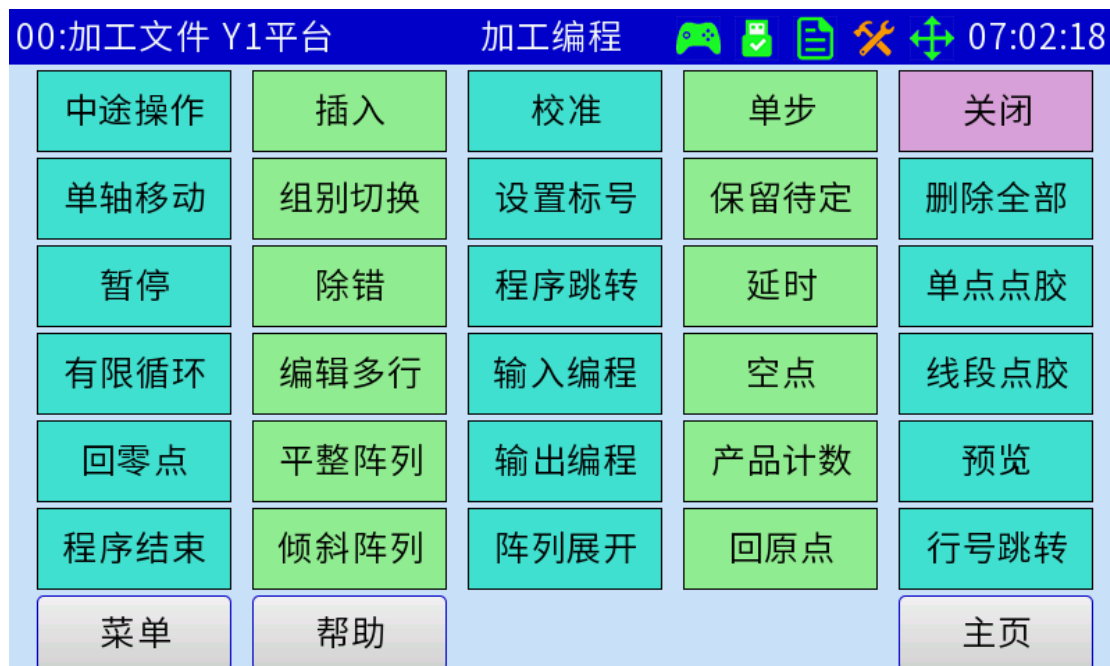 00:加工文件 Y1平台 加工编程 07:02:18
中途操作 插入 校准 单步 关闭
单轴移动 组别切换 设置标号 保留待定 删除全部
暂停 除错 程序跳转 延时 单点点胶
有限循环 编辑多行 输入编程 空点 线段点胶
回零点 平整阵列 输出编程 产品计数 预览
程序结束 倾斜阵列 阵列展开 回原点 行号跳转
菜单 帮助 主页